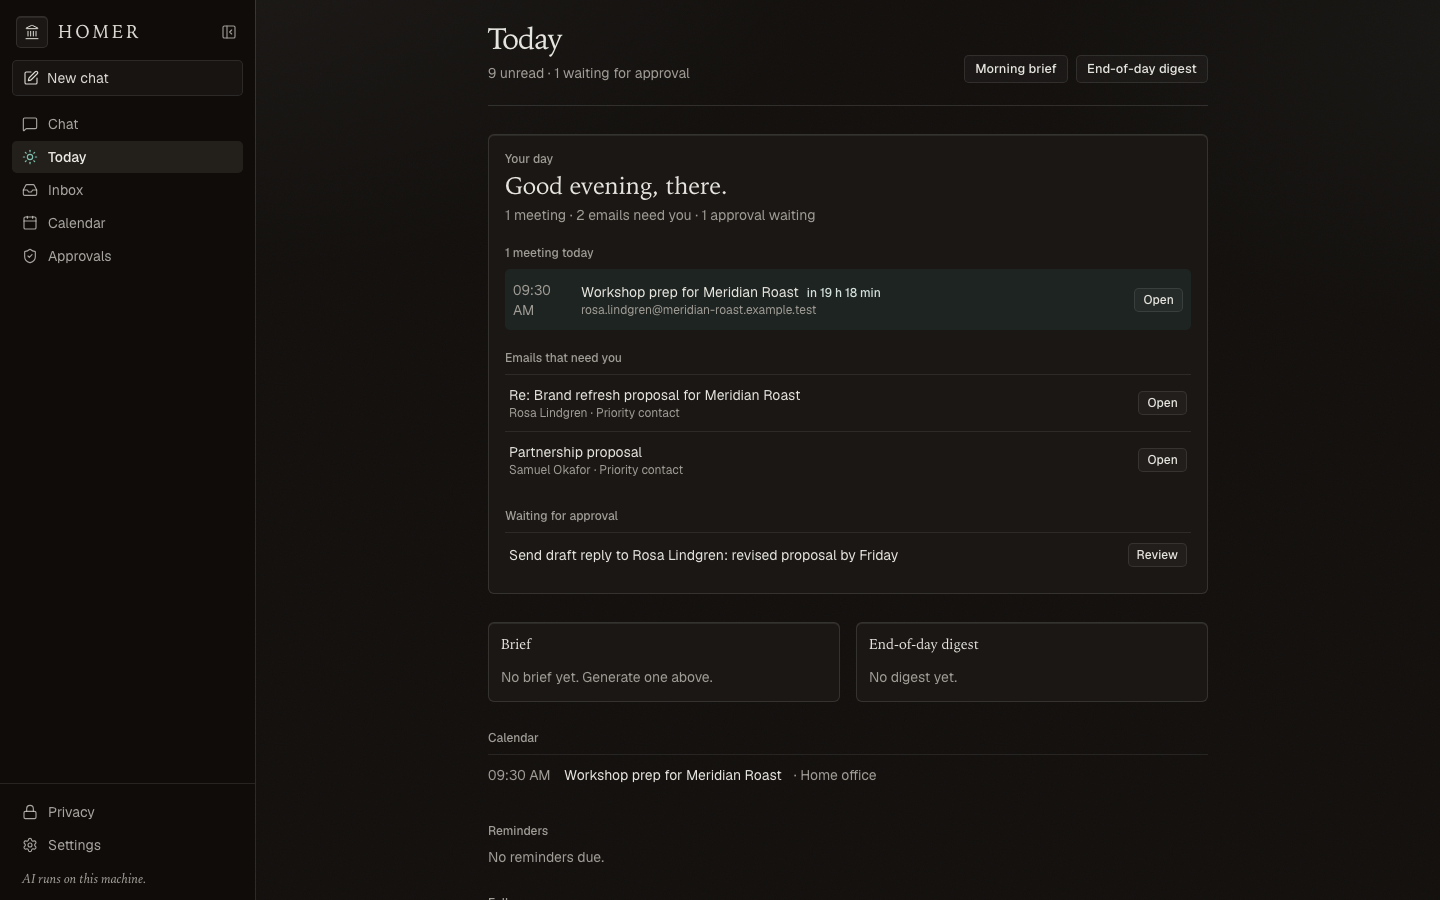 HOMER
New chat
Chat
Today
Inbox
Calendar
Approvals
Privacy
Settings
AI runs on this machine.
Today
9 unread · 1 waiting for approval
Morning brief
End-of-day digest
Your day
Good evening, there.
1 meeting · 2 emails need you · 1 approval waiting
1 meeting today
09:30 AM
Workshop prep for Meridian Roast in 19 h 18 min
rosa.lindgren@meridian-roast.example.test
Open
Emails that need you
Re: Brand refresh proposal for Meridian Roast
Rosa Lindgren · Priority contact
Open
Partnership proposal
Samuel Okafor · Priority contact
Open
Waiting for approval
Send draft reply to Rosa Lindgren: revised proposal by Friday
Review
Brief
No brief yet. Generate one above.
End-of-day digest
No digest yet.
Calendar
09:30 AM Workshop prep for Meridian Roast · Home office
Reminders
No reminders due.